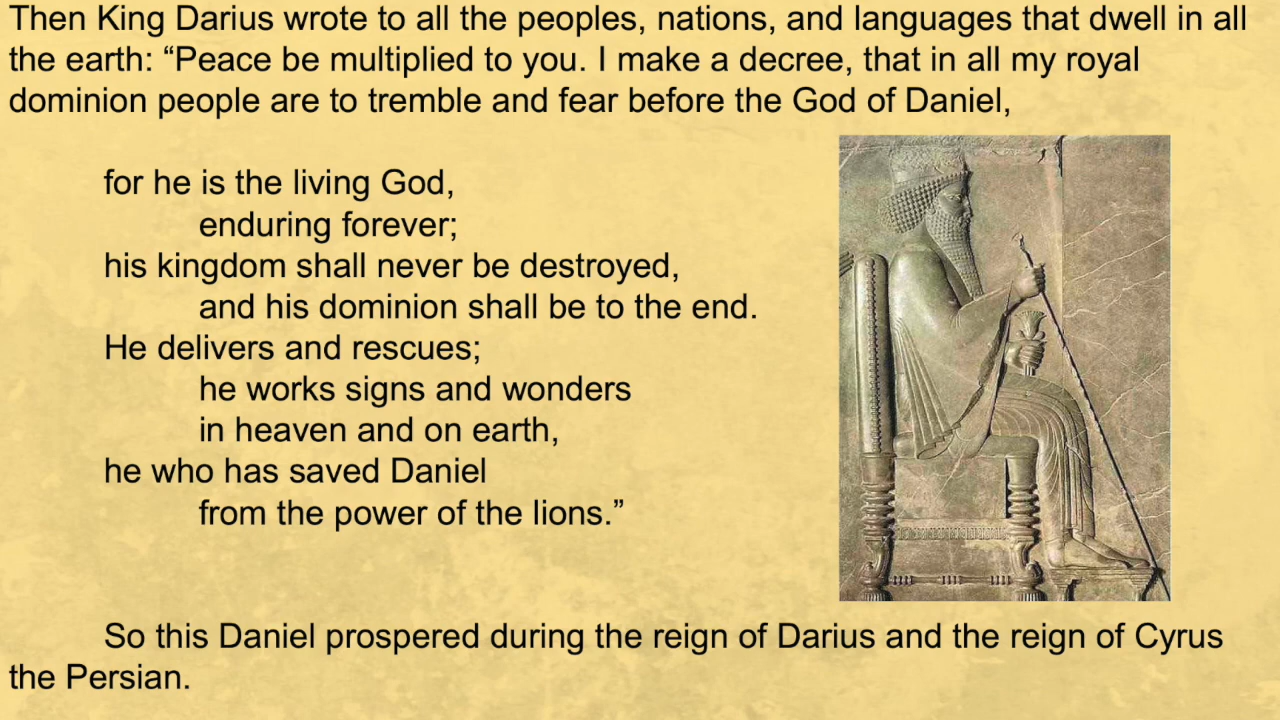 Then King Darius wrote to all the peoples, nations, and languages that dwell in all
the earth: “Peace be multiplied to you. I make a decree, that in all my royal
dominion people are to tremble and fear before the God of Daniel,
for he is the living God,
enduring forever;
his kingdom shall never be destroyed,
and his dominion shall be to the end.
He delivers and rescues;
he works signs and wonders
in heaven and on earth,
he who has saved Daniel
from the power of the lions.”
So this Daniel prospered during the reign of Darius and the reign of Cyrus
the Persian.